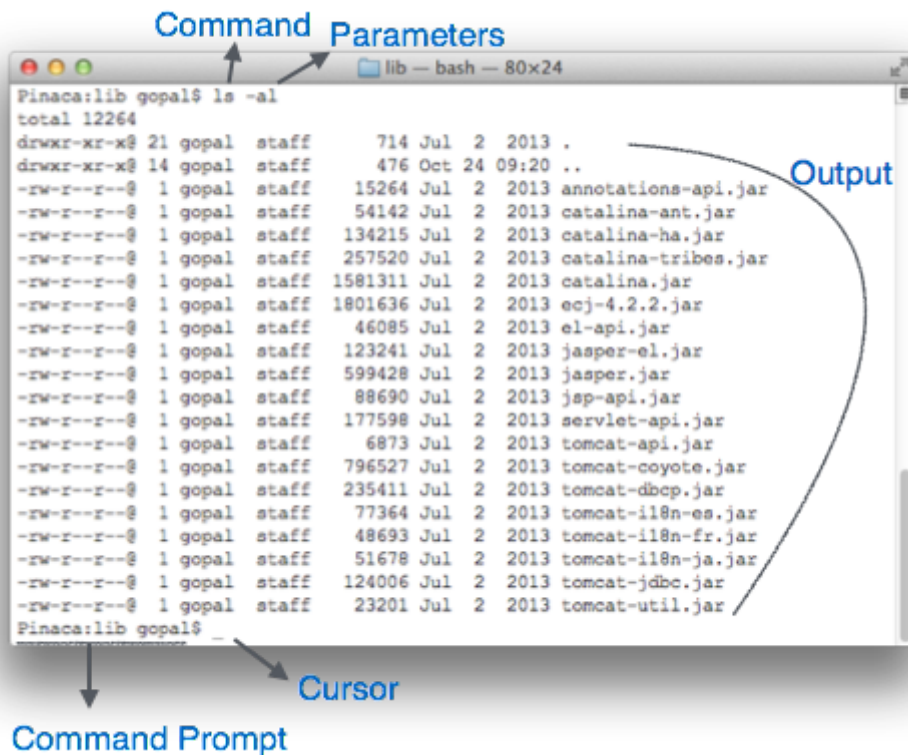 Command Parameters
lib — bash — 80×24
Pinaca:lib gopal$ ls -al
total 12264
drwxr-xr-x@ 21 gopal  staff      714 Jul  2  2013 .
drwxr-xr-x@ 14 gopal  staff      476 Oct 24 09:20 ..
Output
-rw-r--r--@  1 gopal  staff    15264 Jul  2  2013 annotations-api.jar
-rw-r--r--@  1 gopal  staff    54142 Jul  2  2013 catalina-ant.jar
-rw-r--r--@  1 gopal  staff   134215 Jul  2  2013 catalina-ha.jar
-rw-r--r--@  1 gopal  staff   257520 Jul  2  2013 catalina-tribes.jar
-rw-r--r--@  1 gopal  staff  1581311 Jul  2  2013 catalina.jar
-rw-r--r--@  1 gopal  staff  1801636 Jul  2  2013 ecj-4.2.2.jar
-rw-r--r--@  1 gopal  staff    46085 Jul  2  2013 el-api.jar
-rw-r--r--@  1 gopal  staff   123241 Jul  2  2013 jasper-el.jar
-rw-r--r--@  1 gopal  staff   599428 Jul  2  2013 jasper.jar
-rw-r--r--@  1 gopal  staff    88690 Jul  2  2013 jsp-api.jar
-rw-r--r--@  1 gopal  staff   177598 Jul  2  2013 servlet-api.jar
-rw-r--r--@  1 gopal  staff     6873 Jul  2  2013 tomcat-api.jar
-rw-r--r--@  1 gopal  staff   796527 Jul  2  2013 tomcat-coyote.jar
-rw-r--r--@  1 gopal  staff   235411 Jul  2  2013 tomcat-dbcp.jar
-rw-r--r--@  1 gopal  staff    77364 Jul  2  2013 tomcat-i18n-es.jar
-rw-r--r--@  1 gopal  staff    48693 Jul  2  2013 tomcat-i18n-fr.jar
-rw-r--r--@  1 gopal  staff    51678 Jul  2  2013 tomcat-i18n-ja.jar
-rw-r--r--@  1 gopal  staff   124006 Jul  2  2013 tomcat-jdbc.jar
-rw-r--r--@  1 gopal  staff    23201 Jul  2  2013 tomcat-util.jar
Pinaca:lib gopal$ _
Cursor
Command Prompt